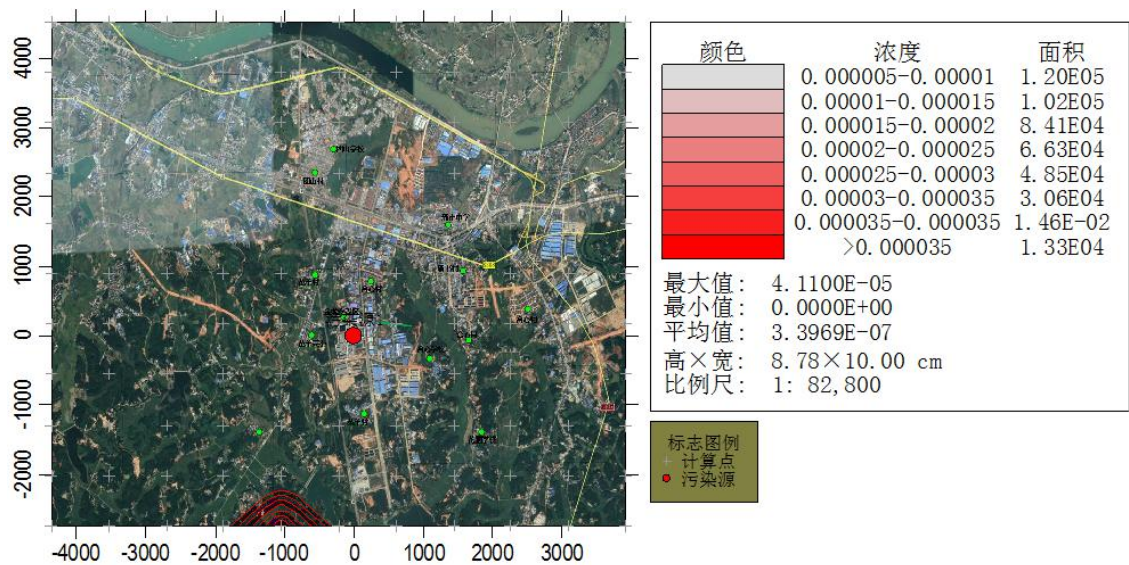 4000
3000
2000
1000
0
-1000
-2000
-4000 -3000 -2000 -1000 0 1000 2000 3000
颜色 浓度 面积
0.000005-0.00001 1.20E05
0.00001-0.000015 1.02E05
0.000015-0.00002 8.41E04
0.00002-0.000025 6.63E04
0.000025-0.00003 4.85E04
0.00003-0.000035 3.06E04
0.000035-0.000035 1.46E-02
>0.000035 1.33E04
最大值: 4.1100E-05
最小值: 0.0000E+00
平均值: 3.3969E-07
高×宽: 8.78×10.00 cm
比例尺: 1: 82,800
标志图例
计算点
污染源